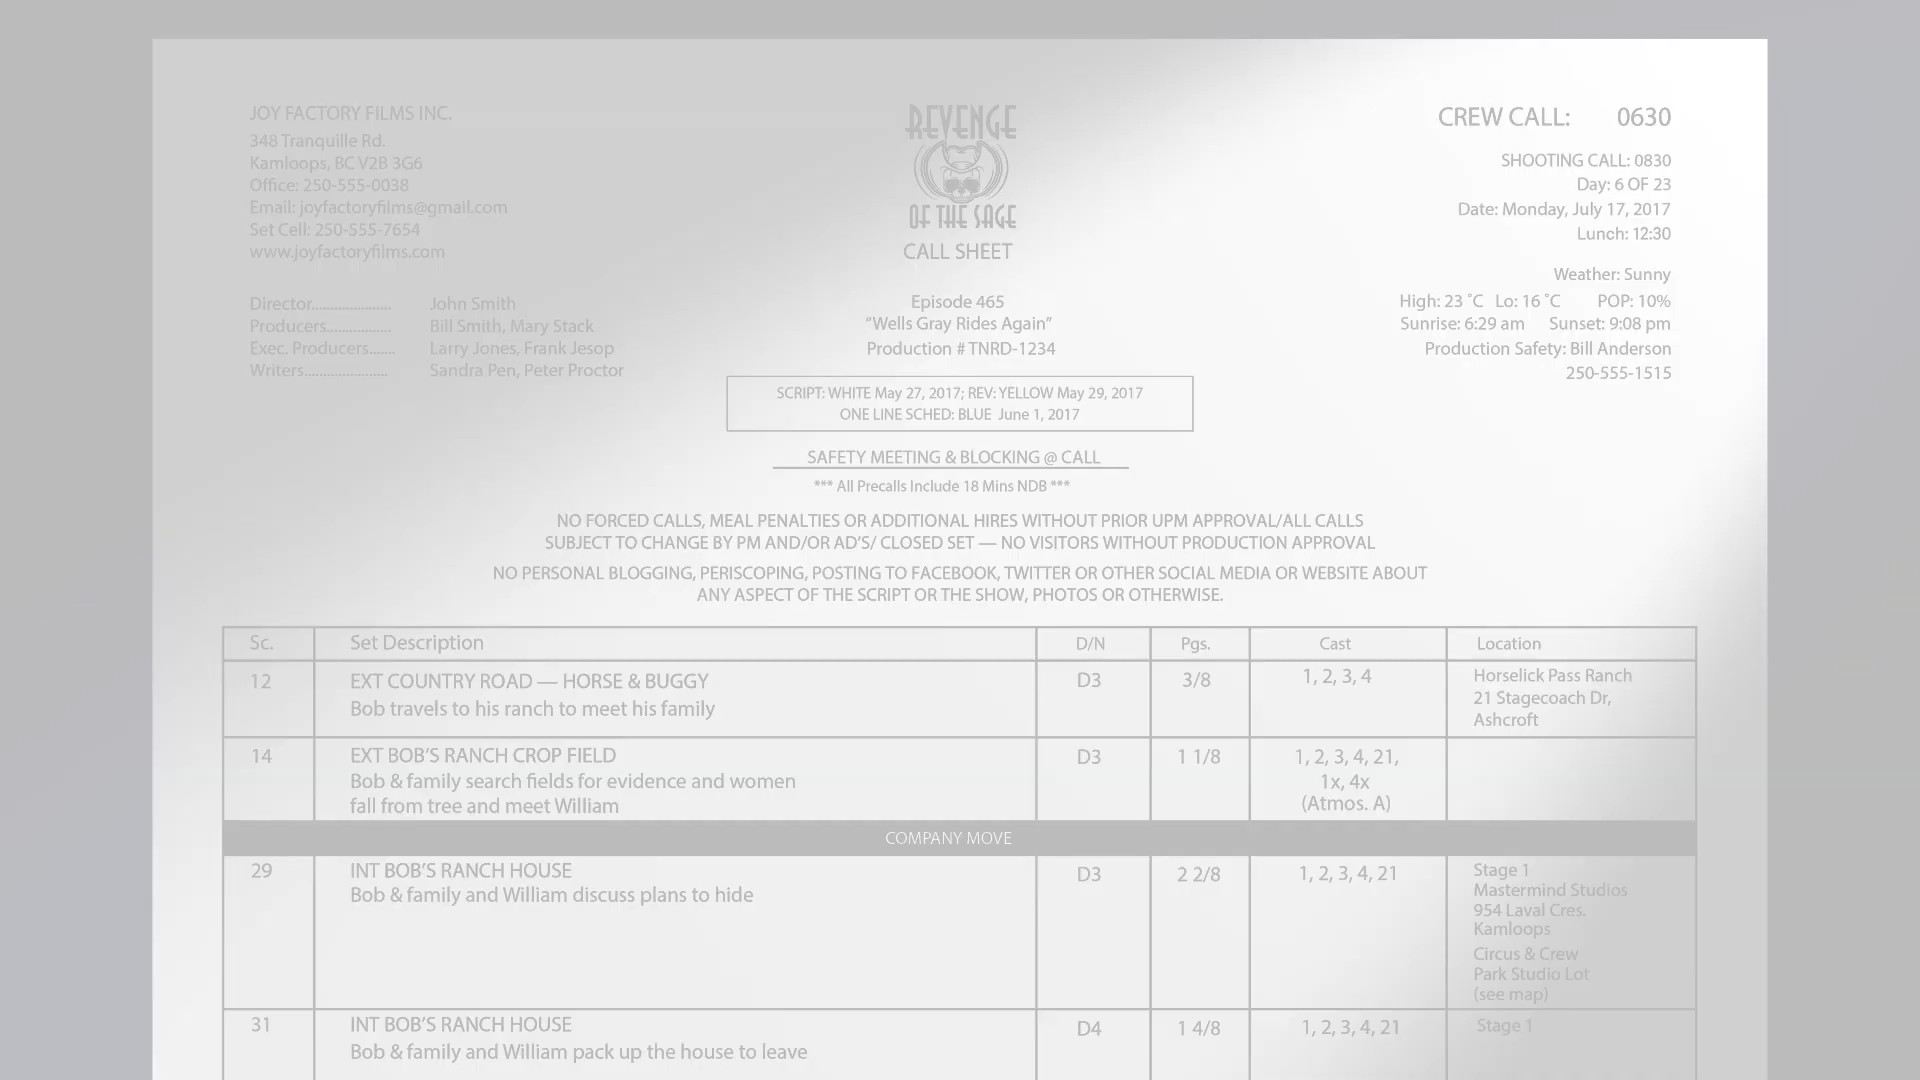 JOY FACTORY FILMS INC.
348 Tranquille Rd.
Kamloops, BC V2B 3G6
Office: 250-555-0038
Email: joyfactoryfilms@gmail.com
Set Cell: 250-555-7654
www.joyfactoryfilms.com
Director..................... John Smith
Producers................. Bill Smith, Mary Stack
Exec. Producers....... Larry Jones, Frank Jesop
Writers...................... Sandra Pen, Peter Proctor
REVENGE
OF THE SAGE
CALL SHEET
Episode 465
“Wells Gray Rides Again”
Production # TNRD-1234
CREW CALL: 0630
SHOOTING CALL: 0830
Day: 6 OF 23
Date: Monday, July 17, 2017
Lunch: 12:30
Weather: Sunny
High: 23 ˚C Lo: 16 ˚C POP: 10%
Sunrise: 6:29 am Sunset: 9:08 pm
Production Safety: Bill Anderson
250-555-1515
SCRIPT: WHITE May 27, 2017; REV: YELLOW May 29, 2017
ONE LINE SCHED: BLUE June 1, 2017
SAFETY MEETING & BLOCKING @ CALL
*** All Precalls Include 18 Mins NDB ***
NO FORCED CALLS, MEAL PENALTIES OR ADDITIONAL HIRES WITHOUT PRIOR UPM APPROVAL/ALL CALLS
SUBJECT TO CHANGE BY PM AND/OR AD’S/ CLOSED SET — NO VISITORS WITHOUT PRODUCTION APPROVAL
NO PERSONAL BLOGGING, PERISCOPING, POSTING TO FACEBOOK, TWITTER OR OTHER SOCIAL MEDIA OR WEBSITE ABOUT
ANY ASPECT OF THE SCRIPT OR THE SHOW, PHOTOS OR OTHERWISE.
Sc. Set Description D/N Pgs. Cast Location
12 EXT COUNTRY ROAD — HORSE & BUGGY D3 3/8 1, 2, 3, 4 Horselick Pass Ranch
Bob travels to his ranch to meet his family 21 Stagecoach Dr,
Ashcroft
14 EXT BOB’S RANCH CROP FIELD D3 1 1/8 1, 2, 3, 4, 21,
Bob & family search fields for evidence and women 1x, 4x
fall from tree and meet William (Atmos. A)
COMPANY MOVE
29 INT BOB’S RANCH HOUSE D3 2 2/8 1, 2, 3, 4, 21 Stage 1
Bob & family and William discuss plans to hide Mastermind Studios
954 Laval Cres.
Kamloops
Circus & Crew
Park Studio Lot
(see map)
31 INT BOB’S RANCH HOUSE D4 1 4/8 1, 2, 3, 4, 21 Stage 1
Bob & family and William pack up the house to leave